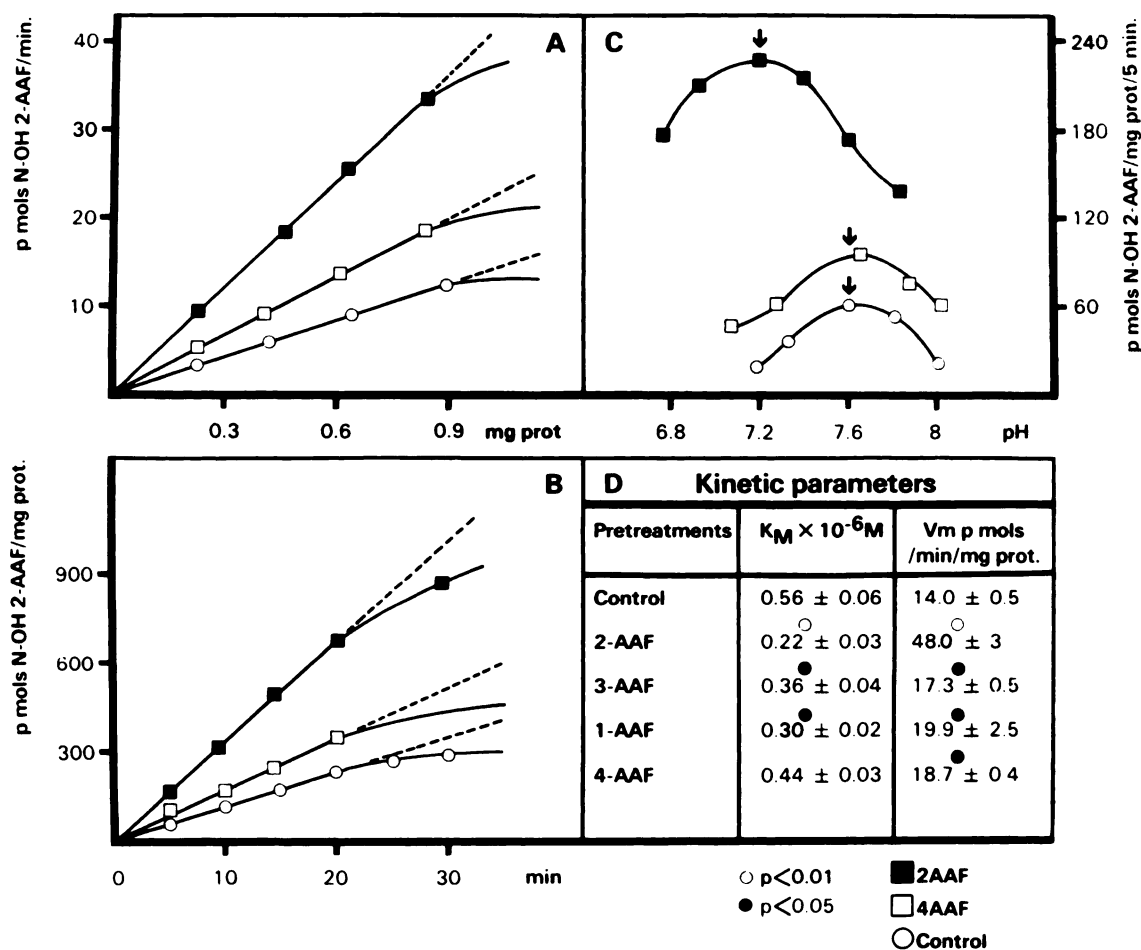 A
p mols N-OH 2-AAF/min.
40
30
20
10
0.3 0.6 0.9 mg prot
C
p mols N-OH 2-AAF/mg prot/5 min.
240
180
120
60
6.8 7.2 7.6 8 pH
B
p mols N-OH 2-AAF/mg prot.
900
600
300
0 10 20 30 min
D Kinetic parameters
Pretreatments KM × 10-6M Vm p mols /min/mg prot.
Control 0.56 ± 0.06 14.0 ± 0.5
2-AAF 0.22 ± 0.03 48.0 ± 3
3-AAF 0.36 ± 0.04 17.3 ± 0.5
1-AAF 0.30 ± 0.02 19.9 ± 2.5
4-AAF 0.44 ± 0.03 18.7 ± 0.4
p<0.01
p<0.05
2AAF
4AAF
Control